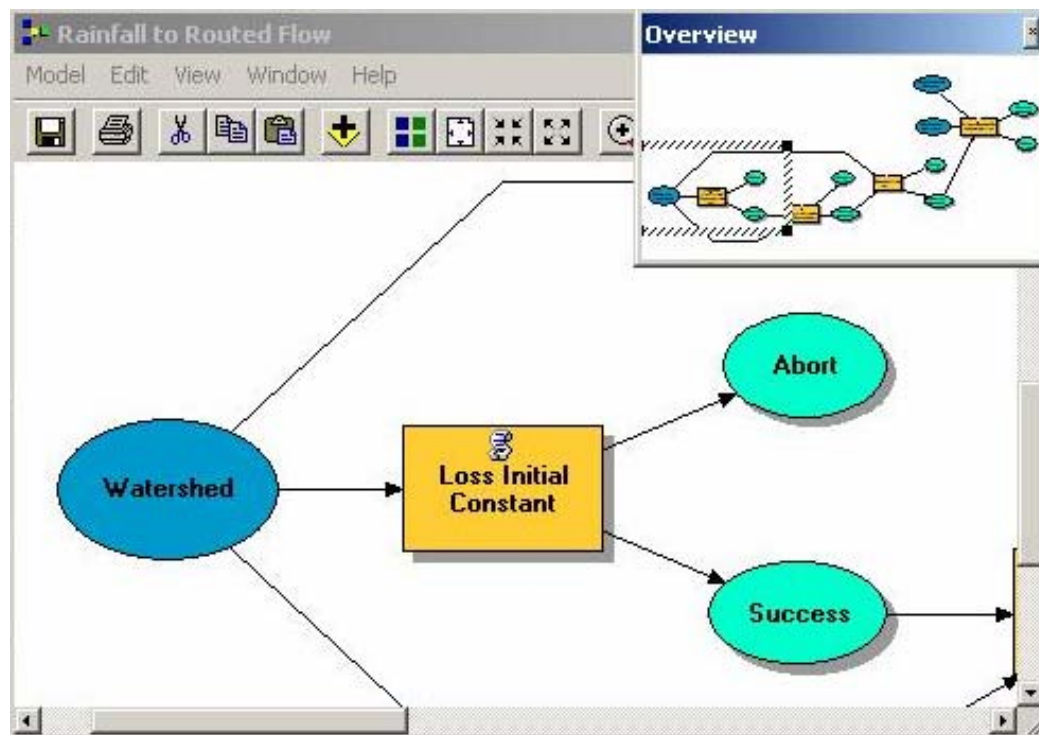 Rainfall to Routed Flow
Overview
Model Edit View Window Help
Abort
Watershed
Loss Initial
Constant
Success